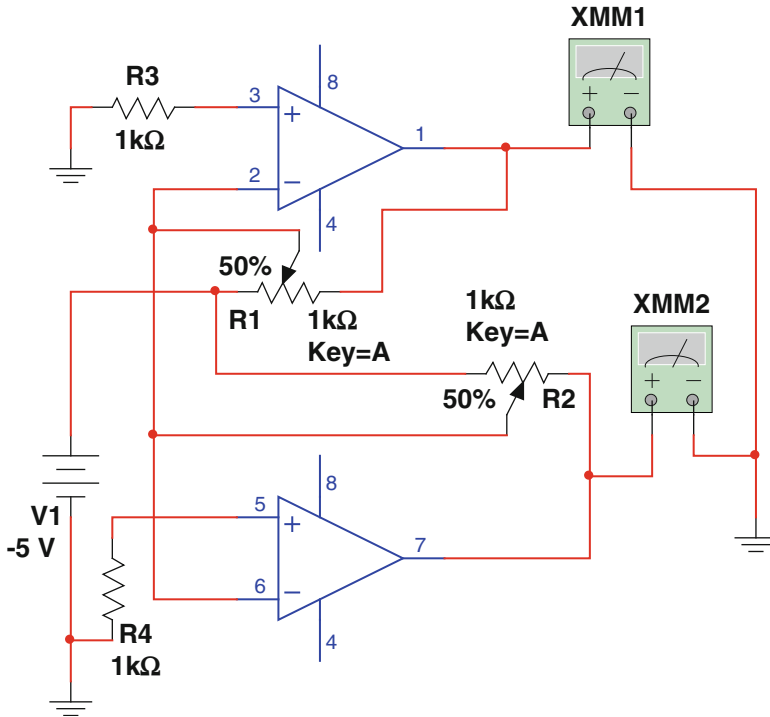 XMM1
R3
8
3
+
1kΩ
1
+ −
2
−
4
50%
1kΩ
XMM2
R1
1kΩ
Key=A
Key=A
+ −
50%
R2
8
V1
5
+
-5 V
7
6
−
R4
4
1kΩ